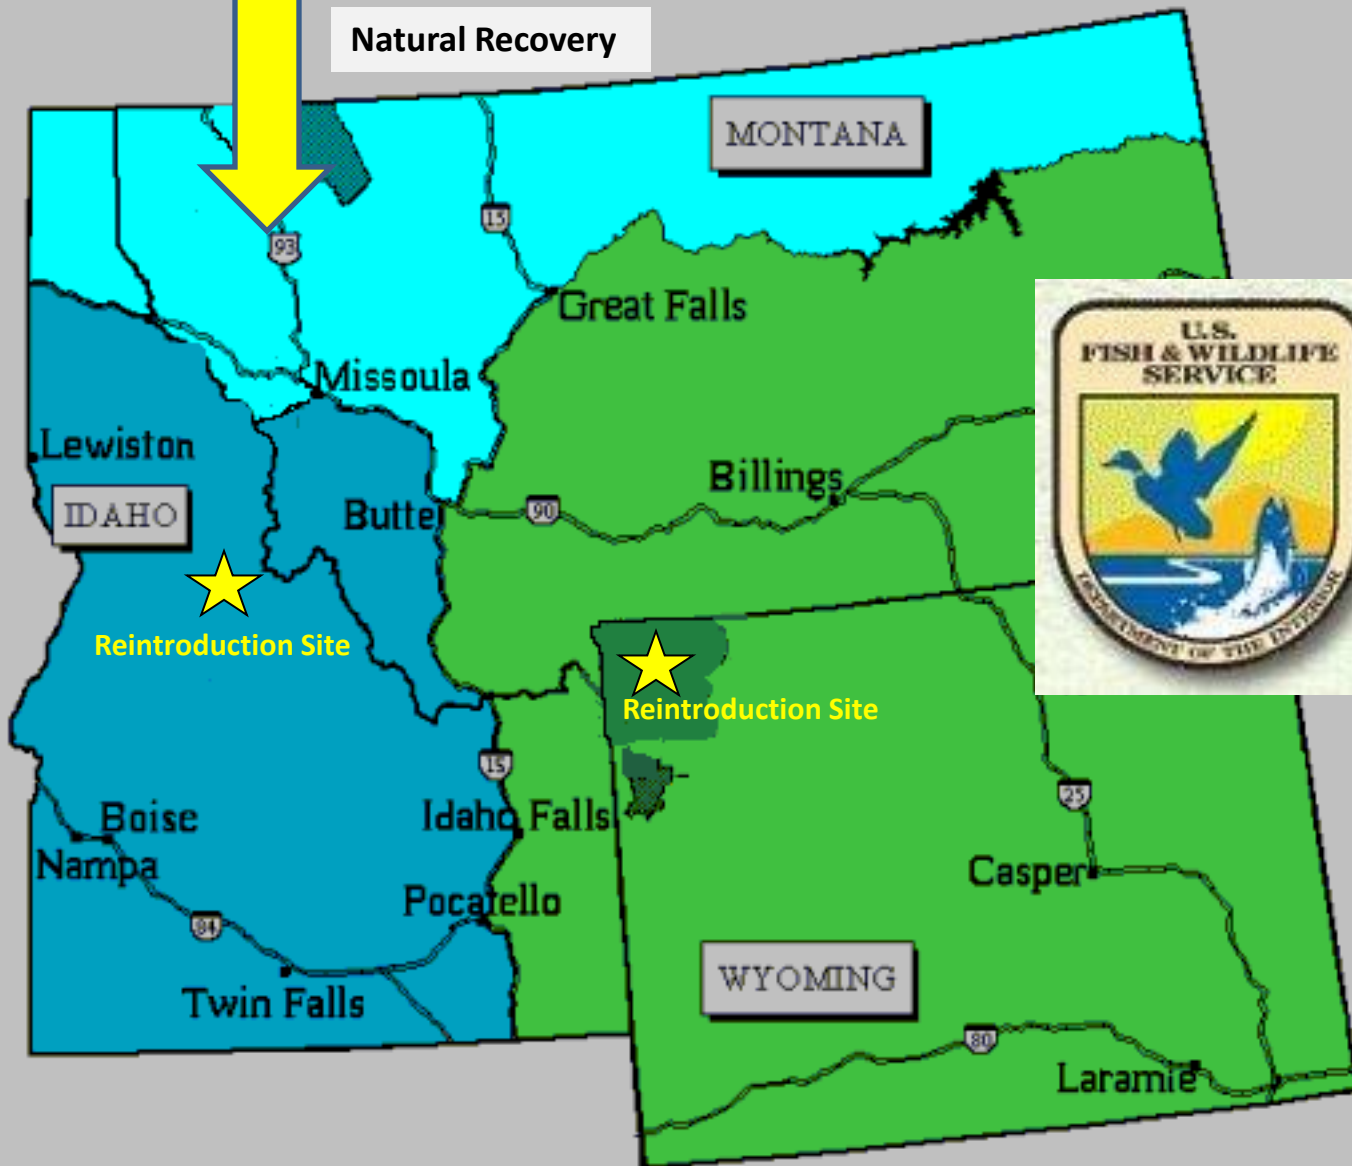 Natural Recovery
MONTANA
15
93
Great Falls
U.S.
FISH & WILDLIFE
SERVICE
DEPARTMENT OF THE INTERIOR
Missoula
Lewiston
Billings
IDAHO
Butte
90
Reintroduction Site
Reintroduction Site
15
25
Boise
Idaho Falls
Nampa
Casper
Pocatello
84
WYOMING
Twin Falls
80
Laramie